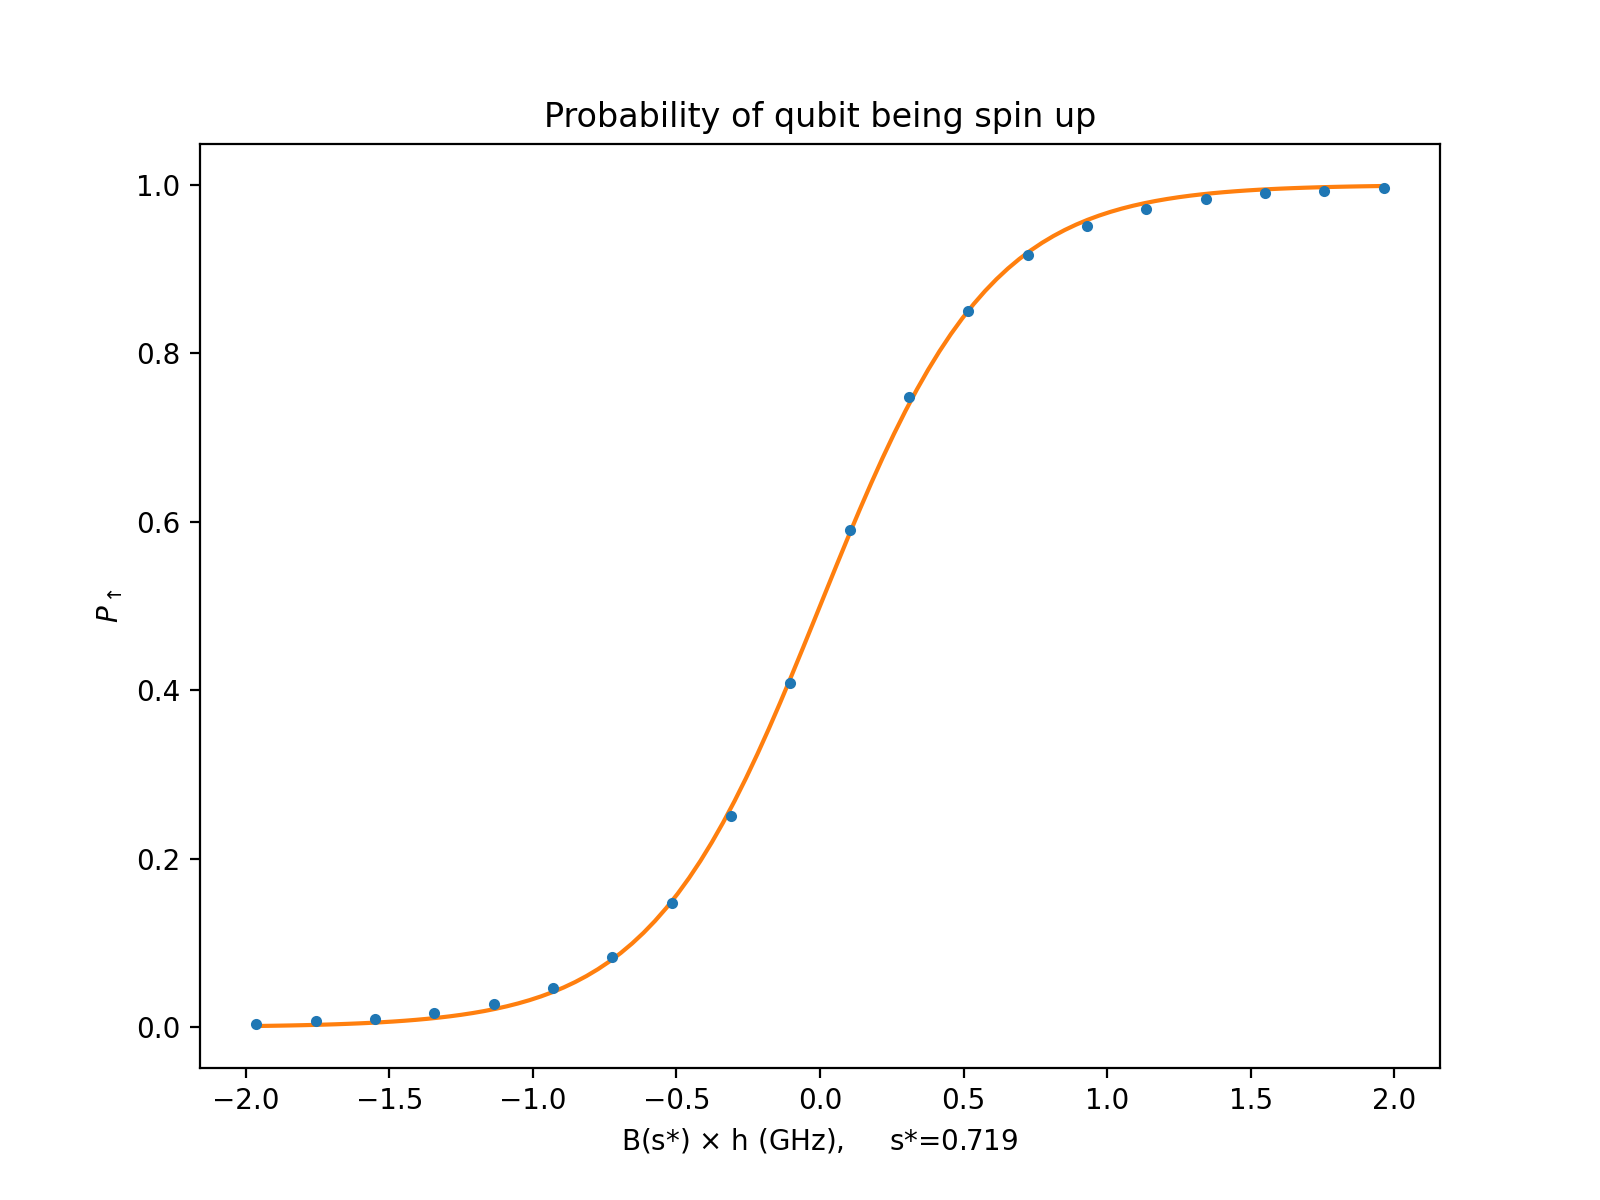 Probability of qubit being spin up
1.0
0.8
0.6
0.4
0.2
0.0
P↑
−2.0 −1.5 −1.0 −0.5 0.0 0.5 1.0 1.5 2.0
B(s*) × h (GHz), s*=0.719